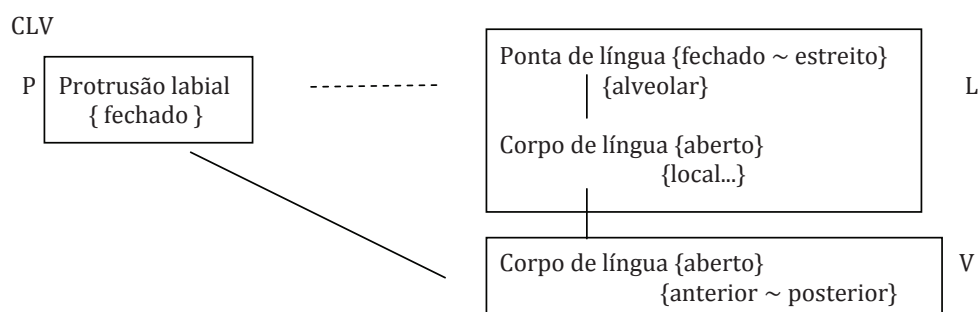 CLV
P Protrusão labial
{ fechado }
Ponta de língua {fechado ~ estreito}
{alveolar}
L
Corpo de língua {aberto}
{local...}
Corpo de língua {aberto}
{anterior ~ posterior}
V